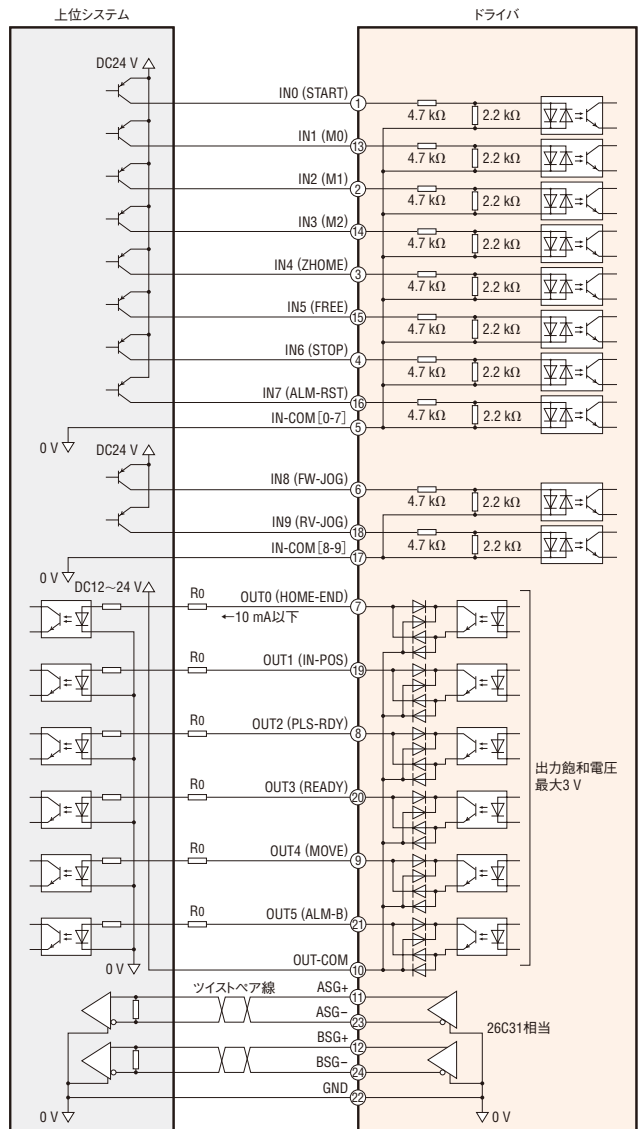 上位システム
ドライバ
DC24 V
IN0 (START)
1
4.7 kΩ
2.2 kΩ
IN1 (M0)
13
4.7 kΩ
2.2 kΩ
IN2 (M1)
2
4.7 kΩ
2.2 kΩ
IN3 (M2)
14
4.7 kΩ
2.2 kΩ
IN4 (ZHOME)
3
4.7 kΩ
2.2 kΩ
IN5 (FREE)
15
4.7 kΩ
2.2 kΩ
IN6 (STOP)
4
4.7 kΩ
2.2 kΩ
IN7 (ALM-RST)
16
4.7 kΩ
2.2 kΩ
IN-COM [0-7]
5
0 V
DC24 V
IN8 (FW-JOG)
6
4.7 kΩ
2.2 kΩ
IN9 (RV-JOG)
18
4.7 kΩ
2.2 kΩ
IN-COM [8-9]
17
0 V
DC12~24 V
R0
OUT0 (HOME-END)
7
←10 mA以下
R0
OUT1 (IN-POS)
19
R0
OUT2 (PLS-RDY)
8
出力飽和電圧
最大3 V
R0
OUT3 (READY)
20
R0
OUT4 (MOVE)
9
R0
OUT5 (ALM-B)
21
0 V
OUT-COM
10
ツイストペア線
ASG+
11
ASG−
23
26C31相当
BSG+
12
BSG−
24
GND
22
0 V
0 V